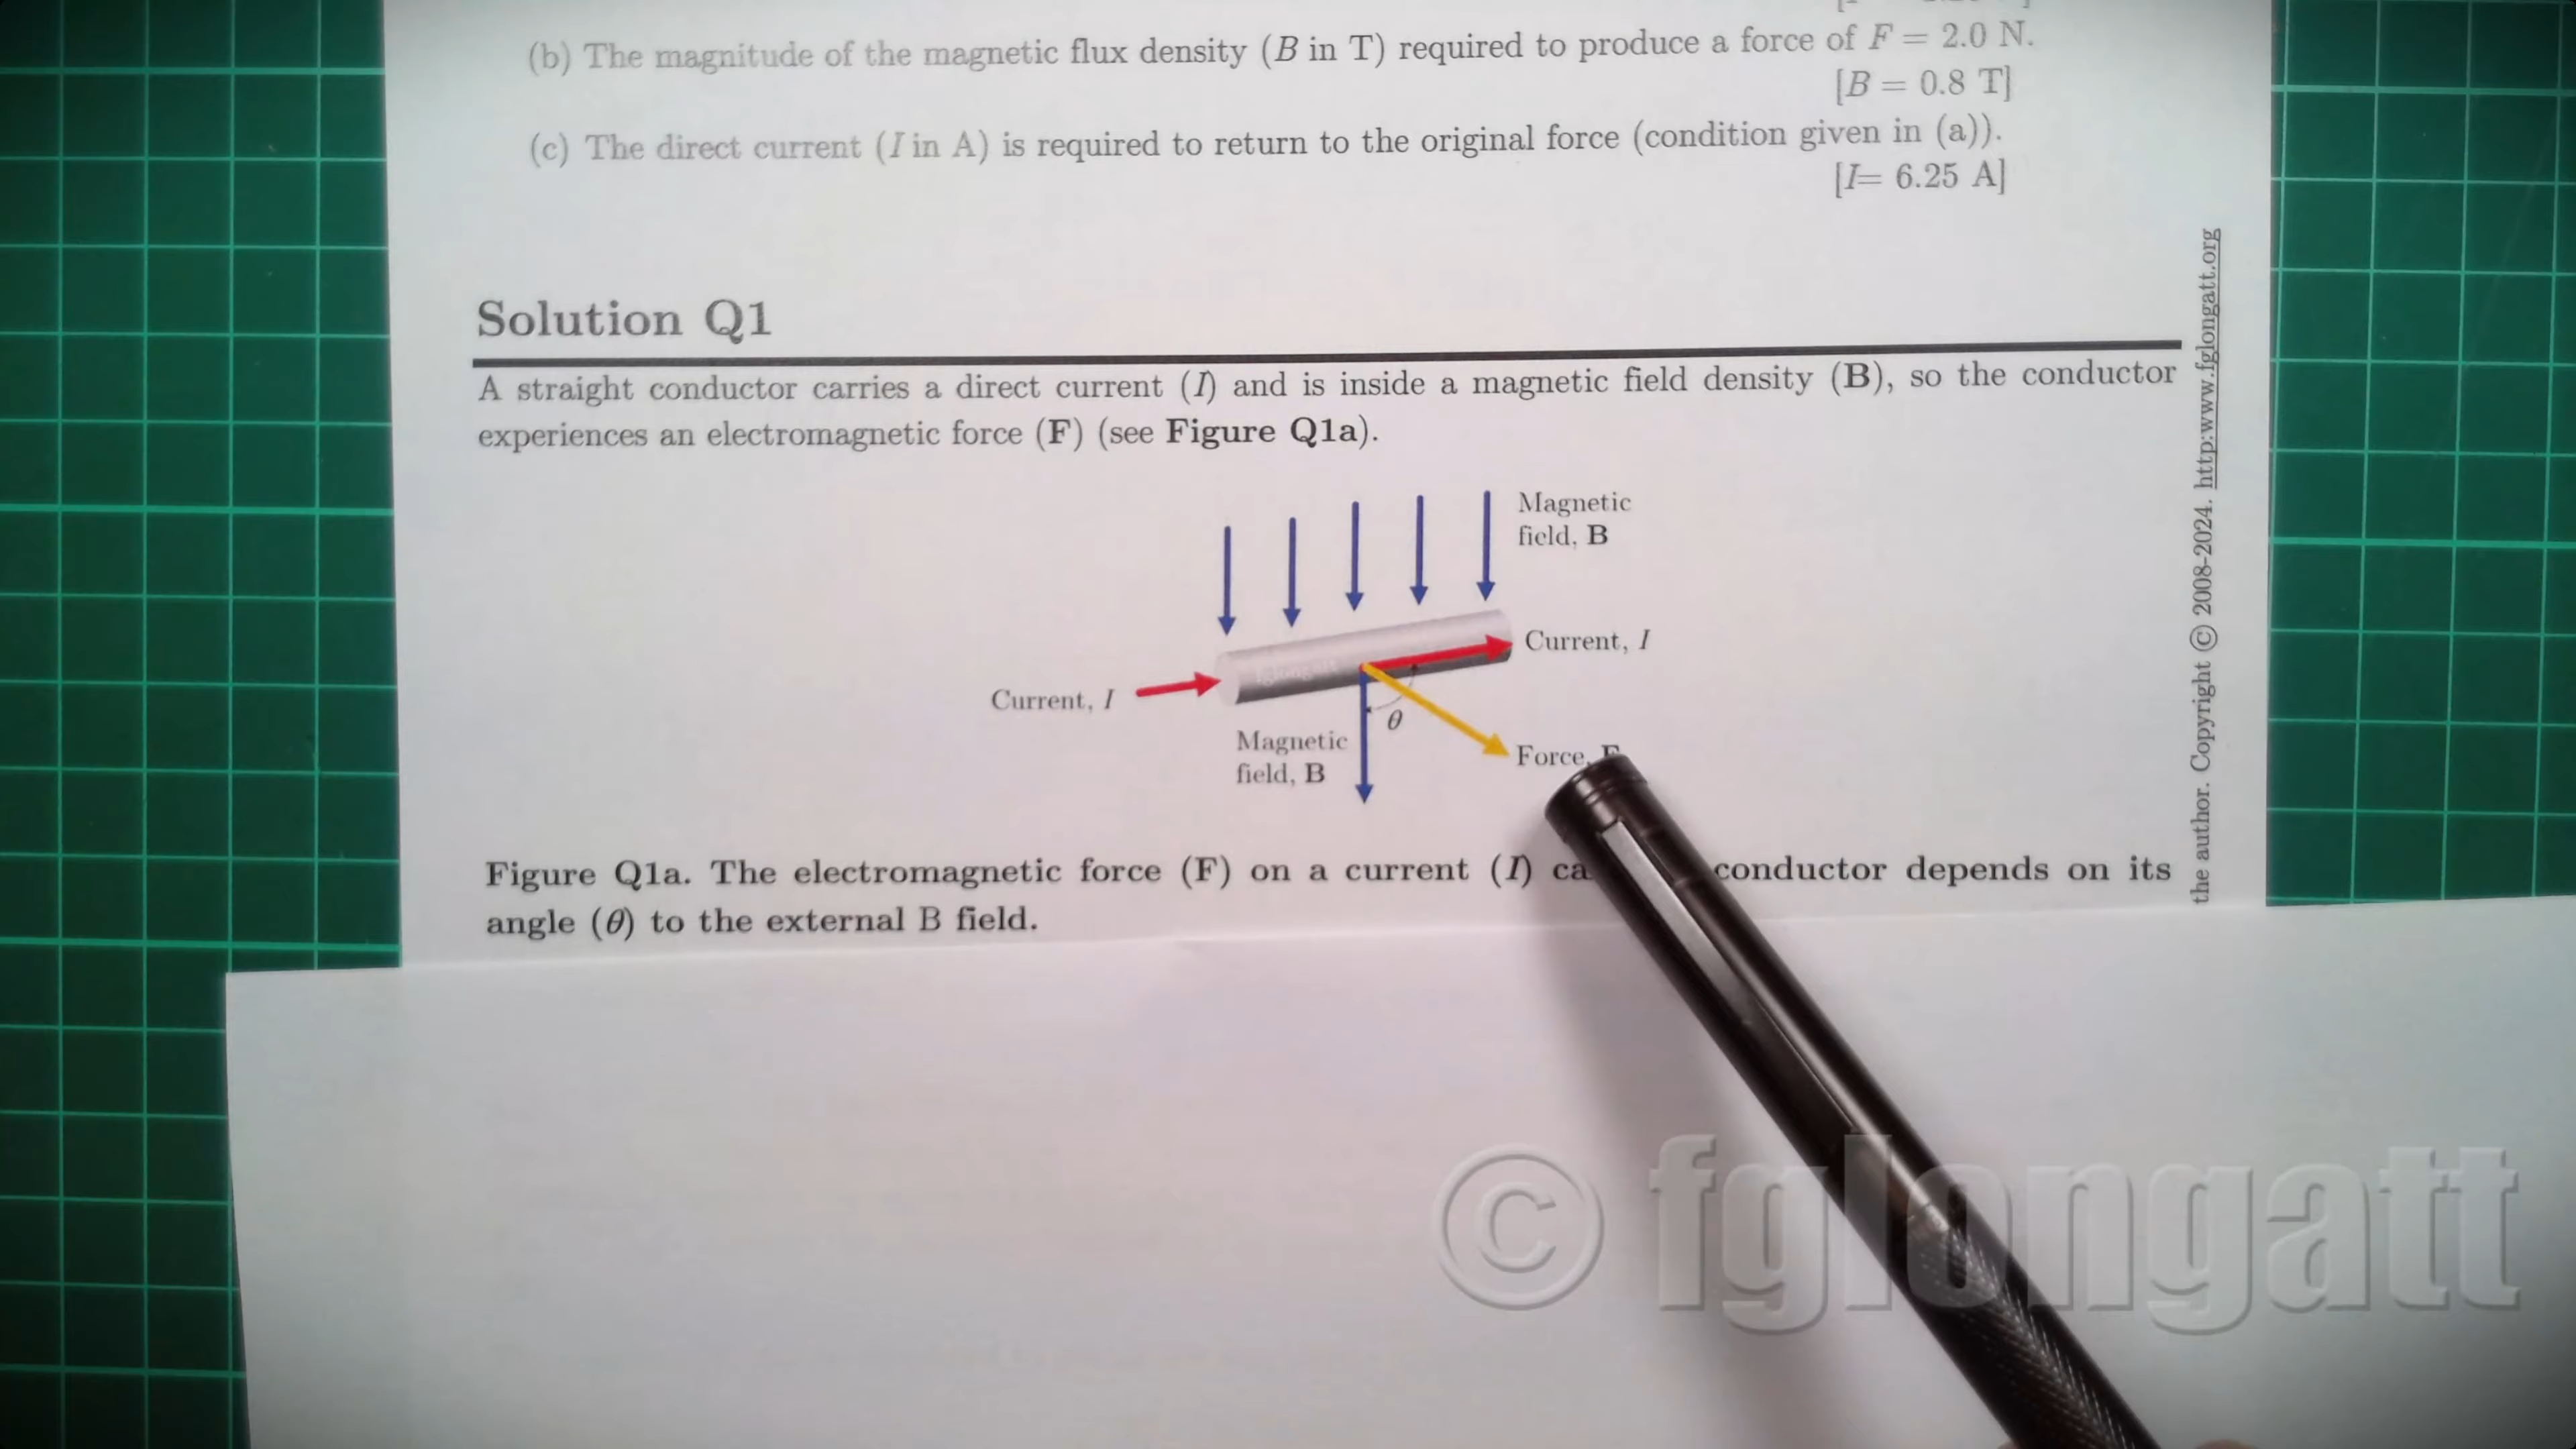 (b) The magnitude of the magnetic flux density (B in T) required to produce a force of F = 2.0 N.
[B = 0.8 T]
(c) The direct current (I in A) is required to return to the original force (condition given in (a)).
[I= 6.25 A]
Solution Q1
A straight conductor carries a direct current (I) and is inside a magnetic field density (B), so the conductor
experiences an electromagnetic force (F) (see Figure Q1a).
Magnetic
field, B
Current, I
Current, I
θ
Magnetic
field, B
Force,
Figure Q1a. The electromagnetic force (F) on a current (I) conductor depends on its
angle (θ) to the external B field.
the author. Copyright © 2008-2024. http:www.fglongatt.org
© fglongatt